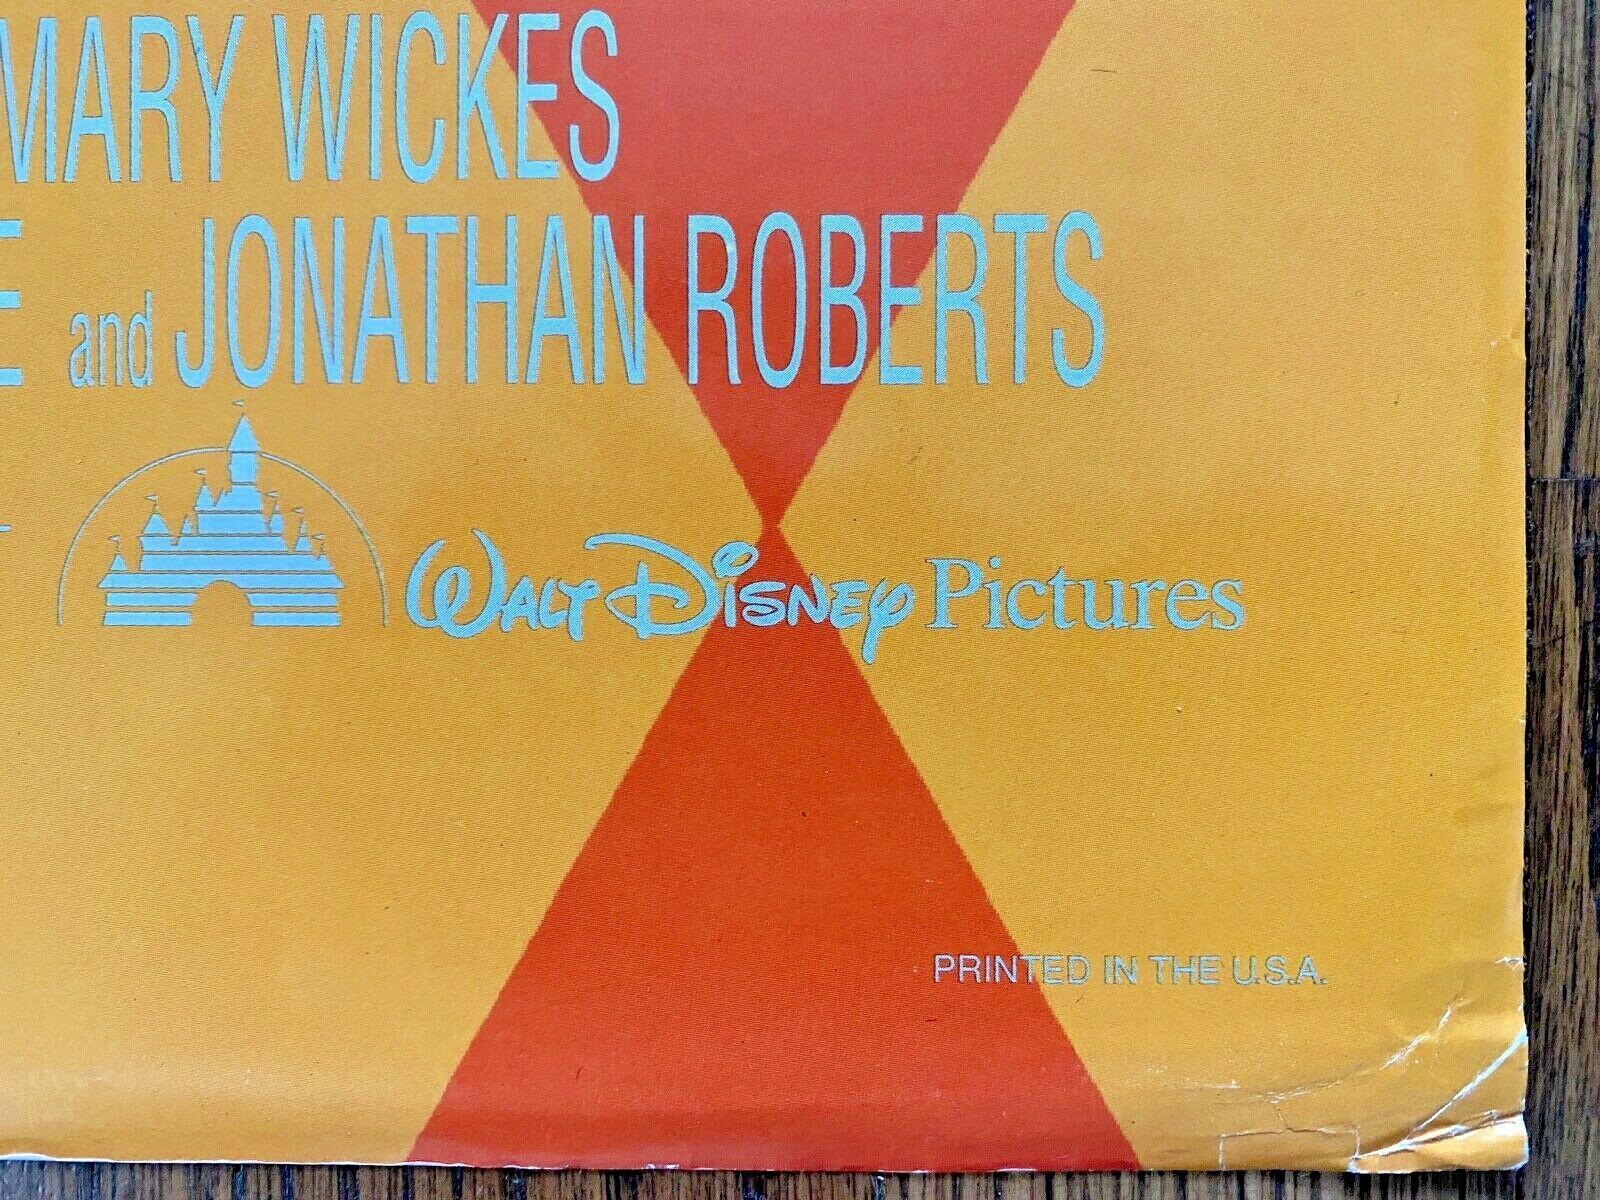 MARY WICKES
E and JONATHAN ROBERTS
WALT DISNEY Pictures
PRINTED IN THE U.S.A.